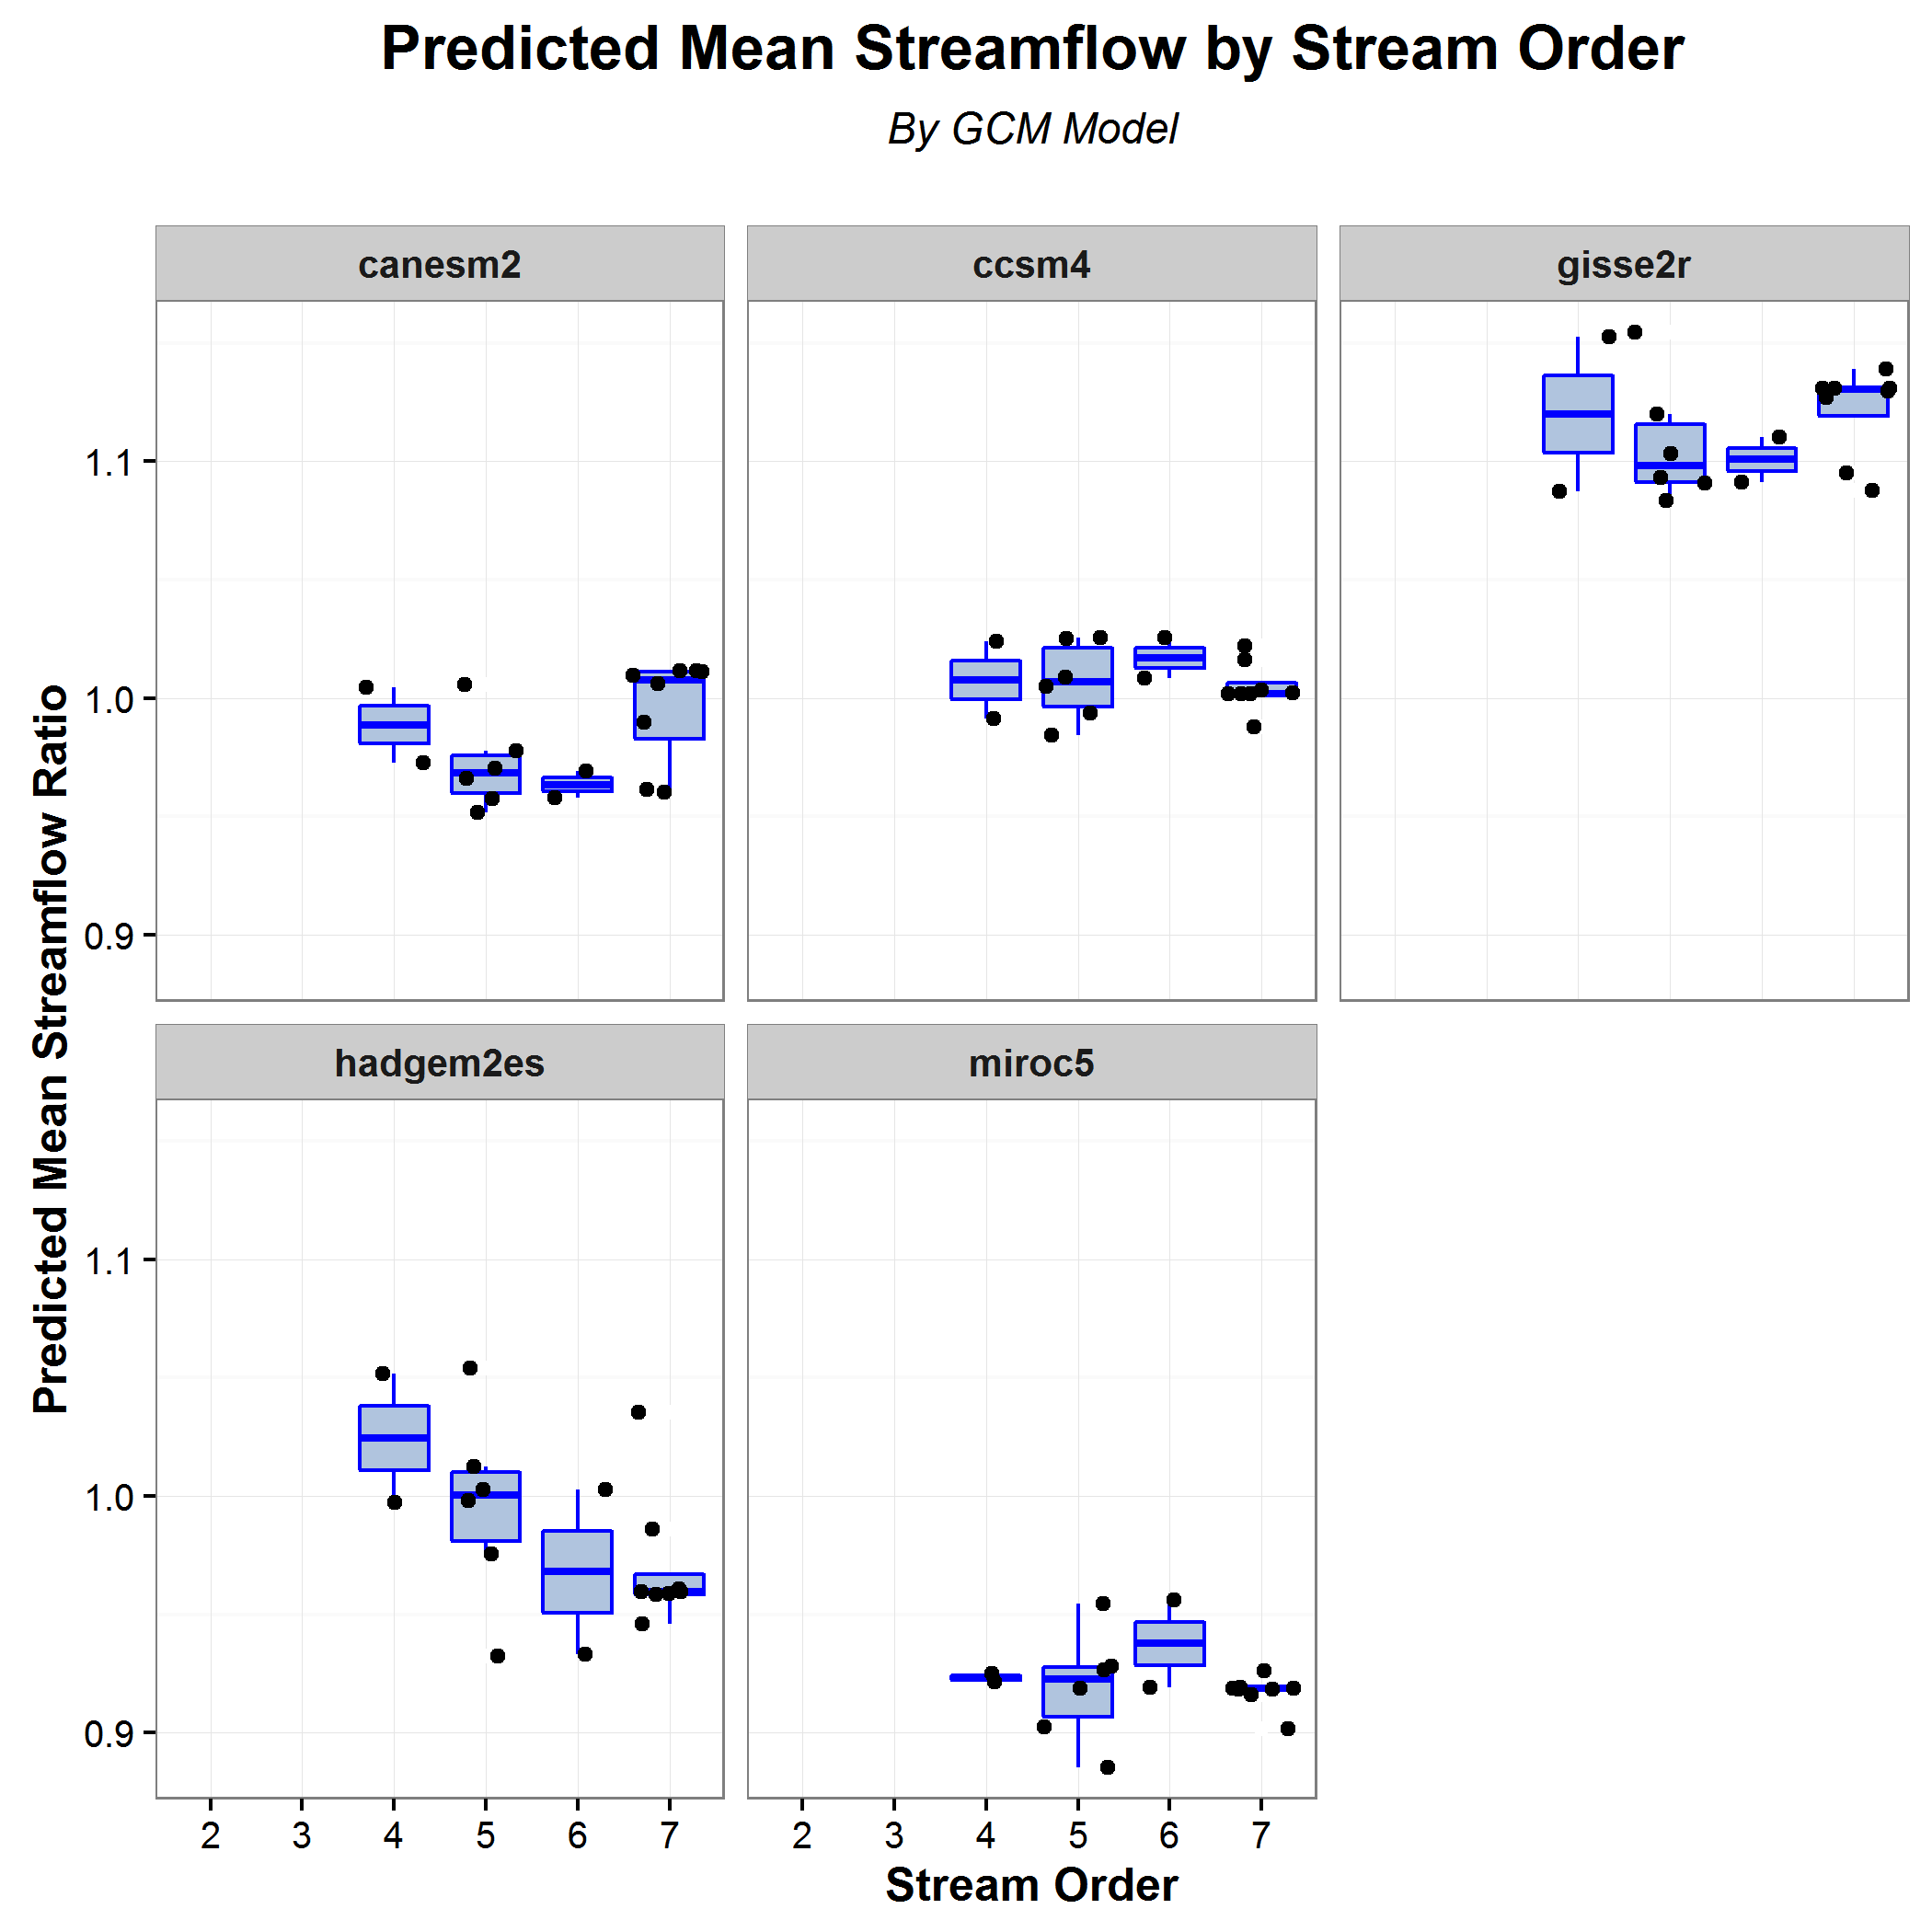 Predicted Mean Streamflow by Stream Order
By GCM Model
canesm2
ccsm4
gisse2r
1.1
1.0
0.9
hadgem2es
miroc5
1.1
1.0
0.9
2 3 4 5 6 7
2 3 4 5 6 7
Stream Order
Predicted Mean Streamflow Ratio